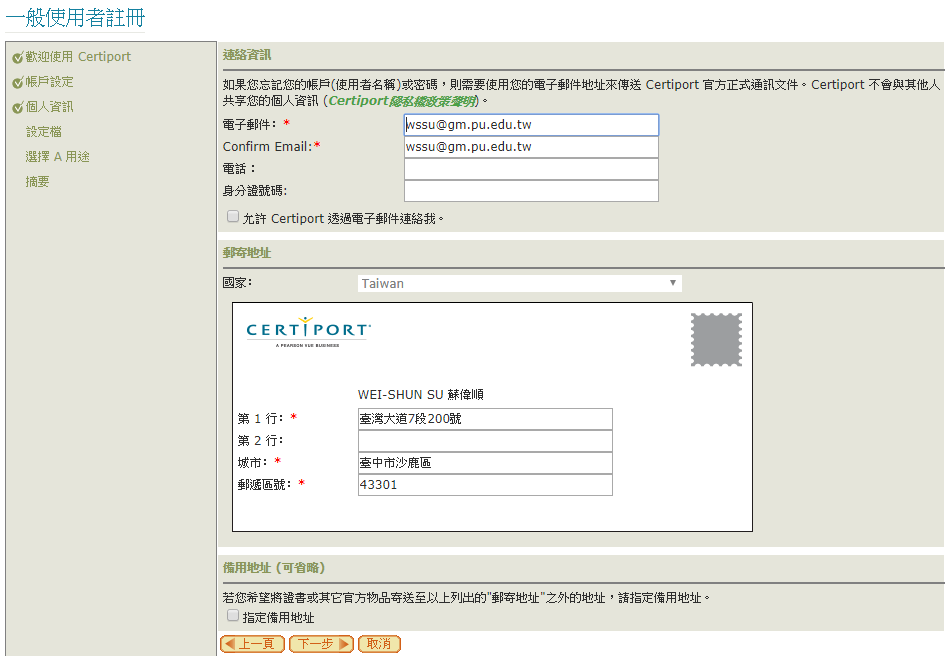 一般使用者註冊
歡迎使用 Certiport
帳戶設定
個人資訊
設定檔
選擇 A 用途
摘要
連絡資訊
如果您忘記您的帳戶(使用者名稱)或密碼，則需要使用您的電子郵件地址來傳送 Certiport 官方正式通訊文件。Certiport 不會與其他人
共享您的個人資訊 (Certiport隱私權政策聲明)。
電子郵件: * wssu@gm.pu.edu.tw
Confirm Email:* wssu@gm.pu.edu.tw
電話：
身分證號碼:
允許 Certiport 透過電子郵件連絡我。
郵寄地址
國家: Taiwan
CERTIPORT
A PEARSON VUE BUSINESS
WEI-SHUN SU 蘇偉順
第 1 行: * 臺灣大道7段200號
第 2 行:
城市: * 臺中市沙鹿區
郵遞區號: * 43301
備用地址 (可省略)
若您希望將證書或其它官方物品寄送至以上列出的"郵寄地址"之外的地址，請指定備用地址。
指定備用地址
上一頁 下一步 取消